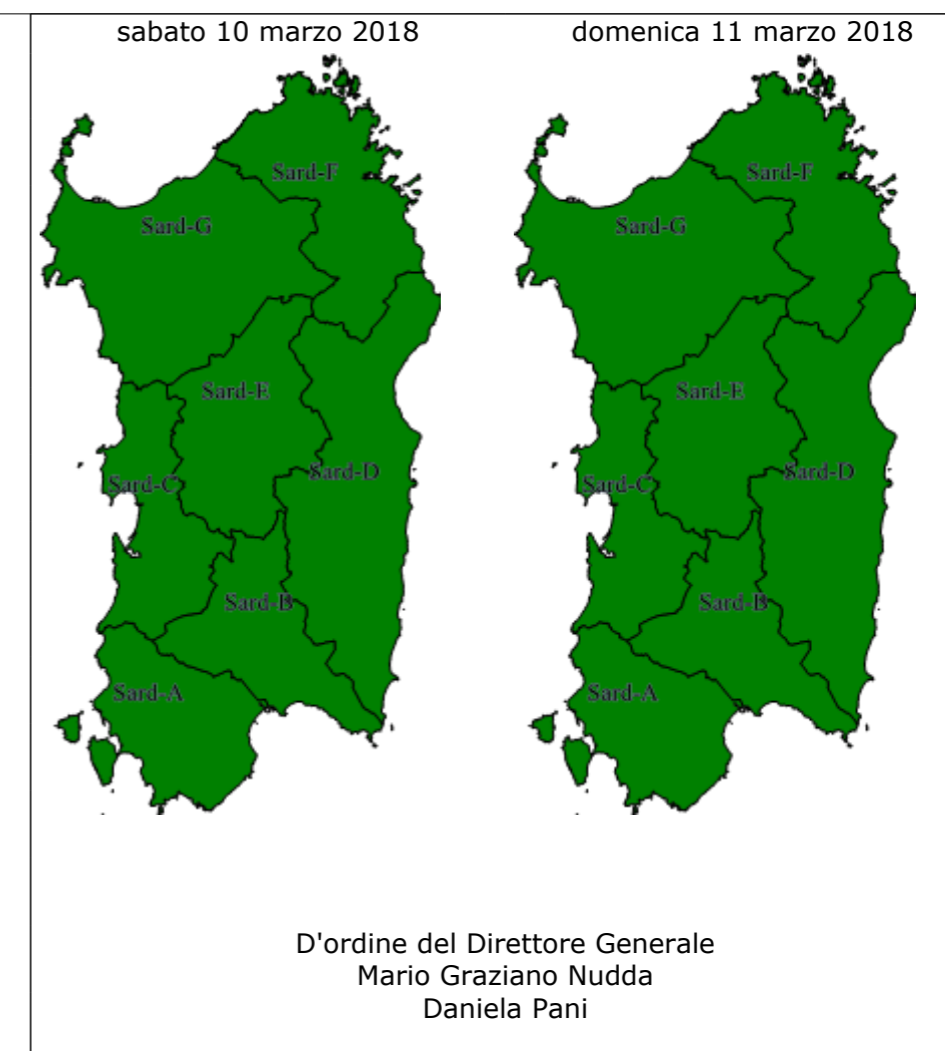 sabato 10 marzo 2018
domenica 11 marzo 2018
Sard-F
Sard-G
Sard-E
Sard-D
Sard-C
Sard-B
Sard-A
Sard-F
Sard-G
Sard-E
Sard-D
Sard-C
Sard-B
Sard-A
D'ordine del Direttore Generale
Mario Graziano Nudda
Daniela Pani